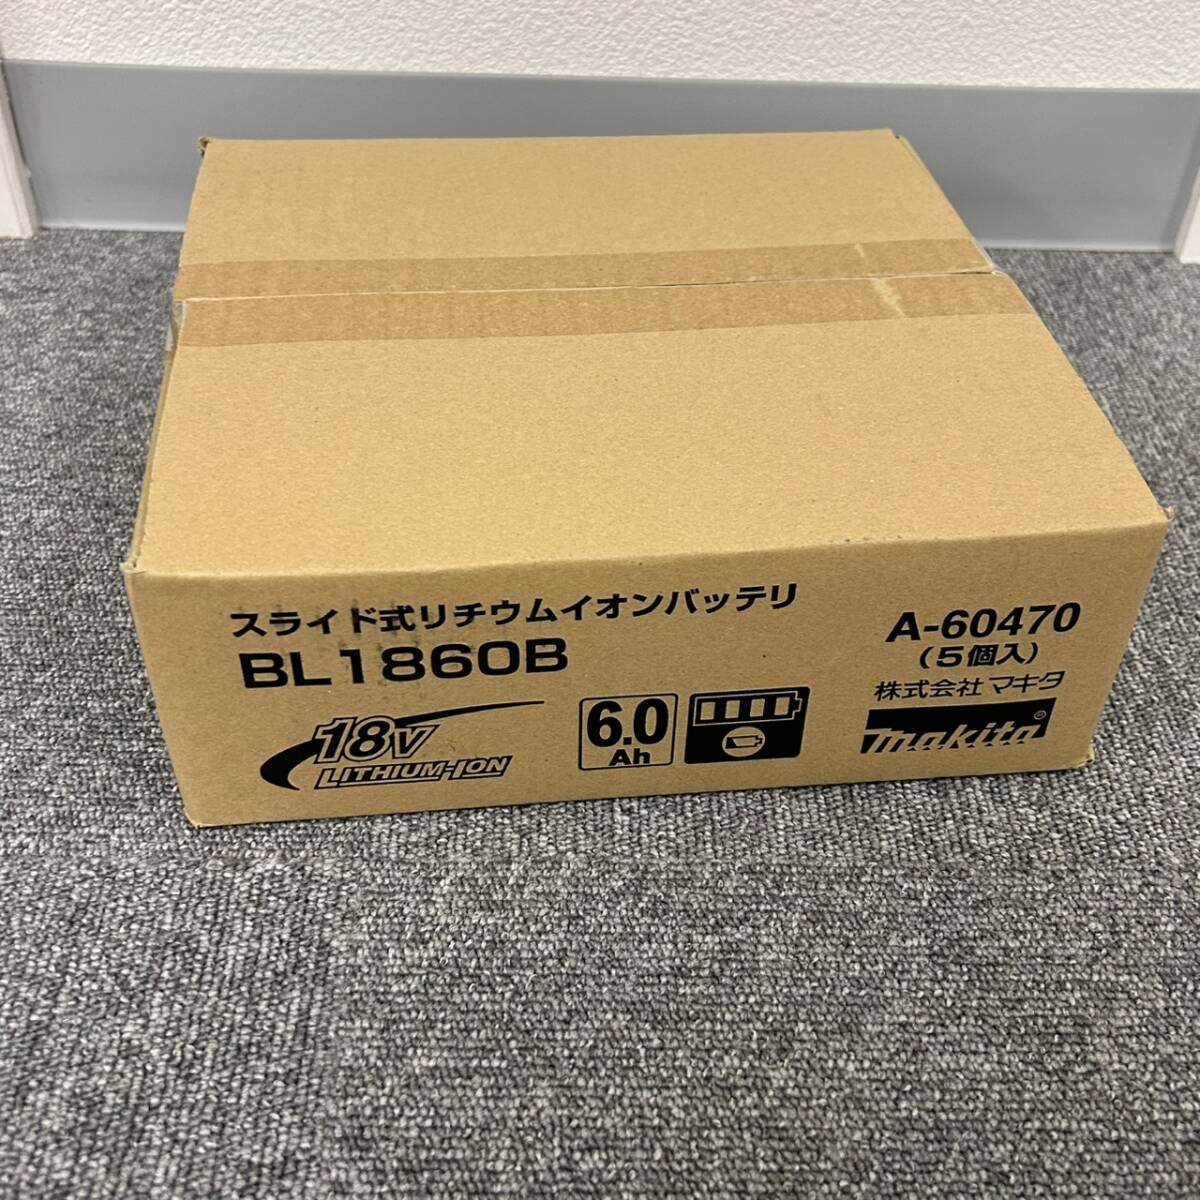 スライド式リチウムイオンバッテリ
BL1860B
18V
LITHIUM-ION
6.0
Ah
A-60470
(5個入)
株式会社マキタ
makita®